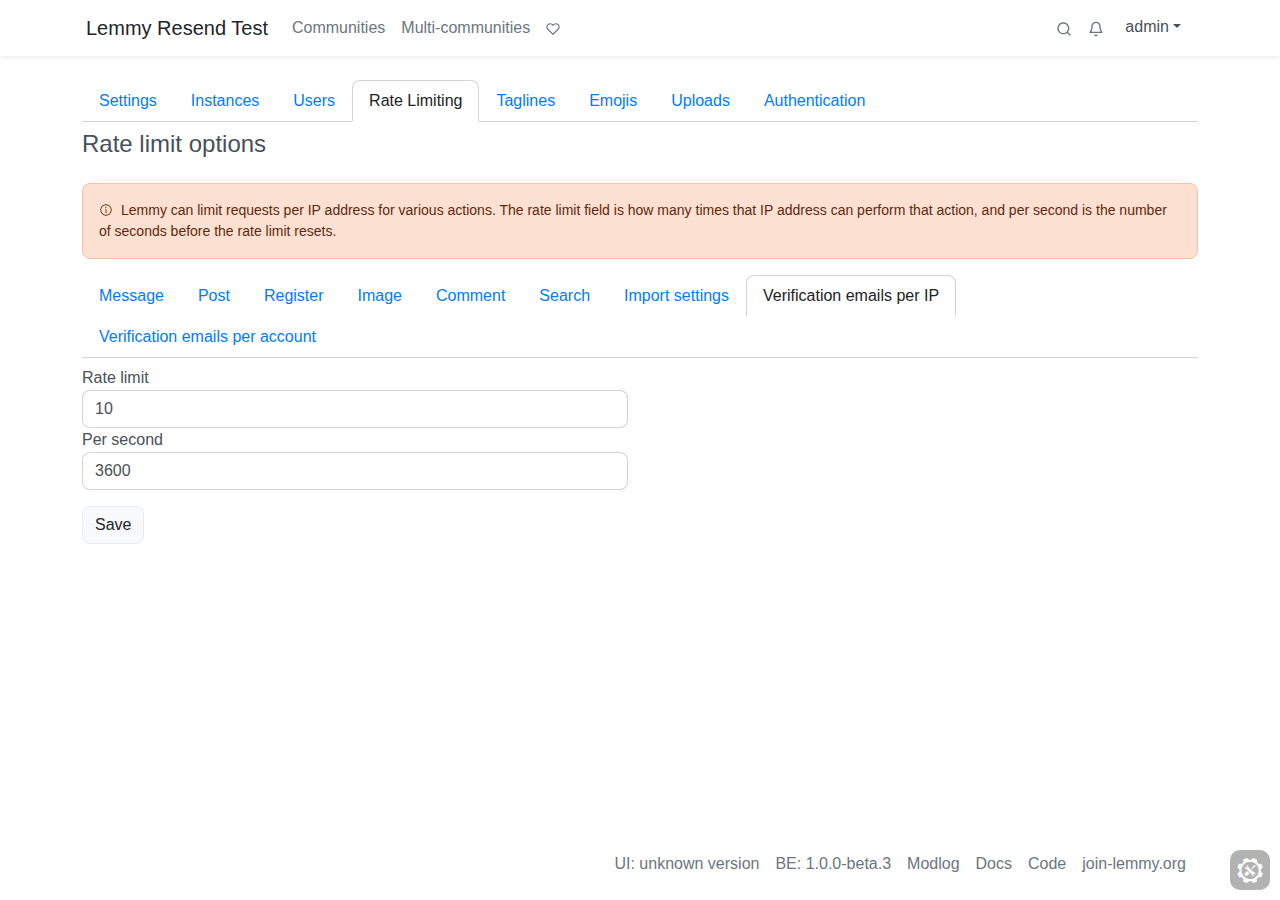 Lemmy Resend Test Communities Multi-communities admin
Settings Instances Users Rate Limiting Taglines Emojis Uploads Authentication
Rate limit options
Lemmy can limit requests per IP address for various actions. The rate limit field is how many times that IP address can perform that action, and per second is the number
of seconds before the rate limit resets.
Message Post Register Image Comment Search Import settings Verification emails per IP
Verification emails per account
Rate limit
10
Per second
3600
Save
UI: unknown version BE: 1.0.0-beta.3 Modlog Docs Code join-lemmy.org